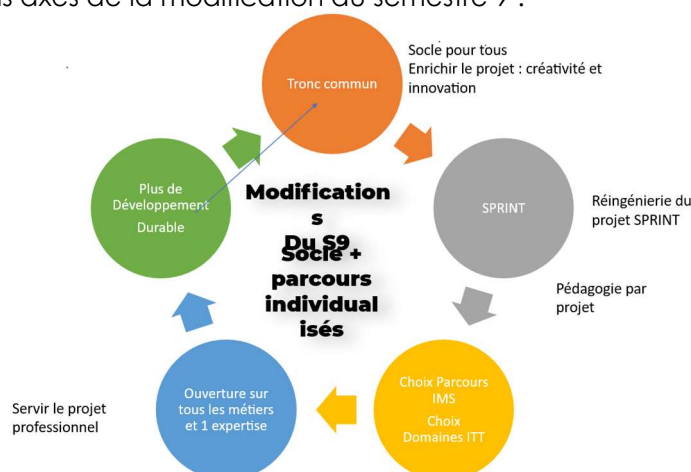 ns axes de la modification du semestre 9 :
Tronc commun
Socle pour tous
Enrichir le projet : créativité et
innovation
SPRINT
Réingénierie du
projet SPRINT
Pédagogie par
projet
Choix Parcours
IMS
Choix
Domaines ITT
Ouverture sur
tous les métiers
et 1 expertise
Servir le projet
professionnel
Plus de
Développement
Durable
Modification
s
Du S9
Socle +
parcours
individual
isés